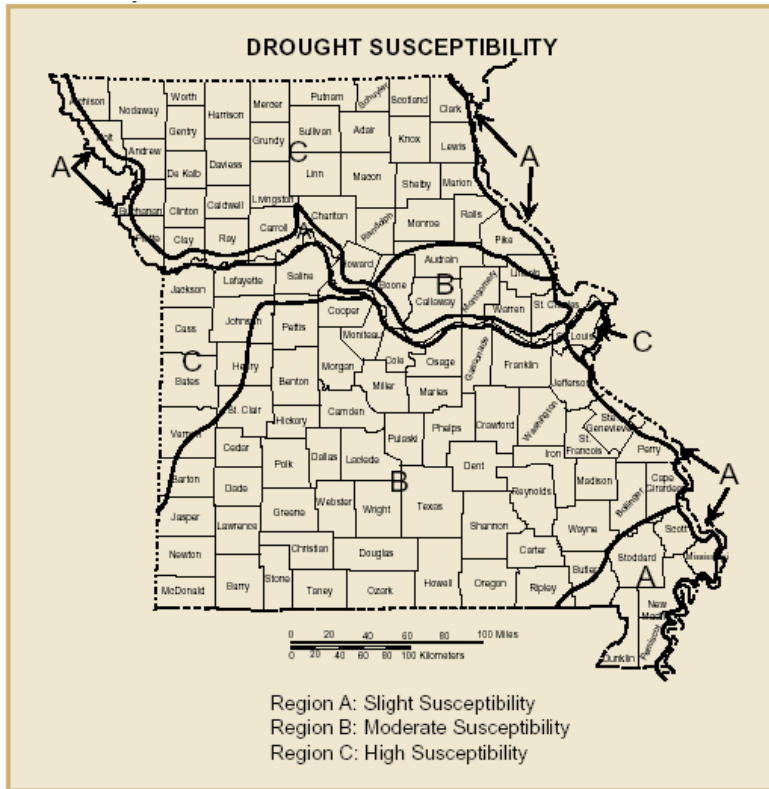 DROUGHT SUSCEPTIBILITY
Worth
Putnam
Schuyler
Scotland
Nodaway
Mercer
Clark
Harrison
Gentry
Sullivan
Adair
Knox
Andrew
Grundy
Lewis
A
C
A
De Kalb
Daviess
Linn
Macon
Shelby
Marion
Buchanan
Clinton
Caldwell
Livingston
Chariton
Randolph
Monroe
Ralls
Pike
Clay
Ray
Carroll
A
Howard
Audrain
Lincoln
Jackson
Lafayette
Saline
Boone
B
Montgomery
Callaway
Warren
St. Charles
Cass
Johnson
Pettis
Cooper
Moniteau
Cole
Osage
Gasconade
Franklin
Louis
C
C
Henry
Morgan
Miller
Maries
Jefferson
Bates
Benton
St. Clair
Hickory
Camden
Pulaski
Phelps
Crawford
Washington
Ste
Genevieve
St.
Francois
Vernon
Cedar
Polk
Dallas
Laclede
Dent
Iron
Perry
Barton
Dade
B
Reynolds
Madison
Bollinger
Cape
Girardeau
A
Jasper
Greene
Webster
Wright
Texas
Lawrence
Shannon
Wayne
Scott
Newton
Christian
Douglas
Carter
Butler
Stoddard
Mississippi
A
McDonald
Barry
Stone
Taney
Ozark
Howell
Oregon
Ripley
New
Dunklin
Pemiscot
0 20 40 60 80 100 Miles
0 20 40 60 80 100 Kilometers
Region A: Slight Susceptibility
Region B: Moderate Susceptibility
Region C: High Susceptibility